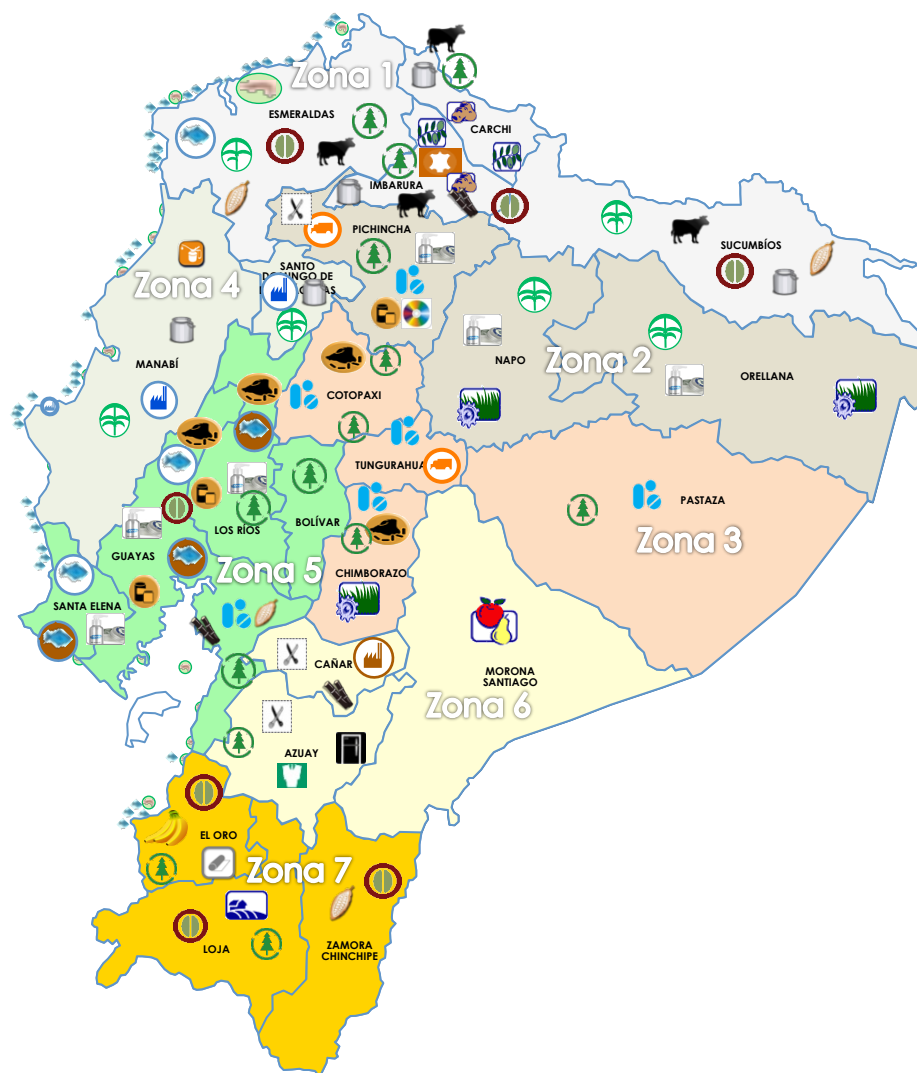 Zona 1
ESMERALDAS
CARCHI
IMBARURA
PICHINCHA
SUCUMBÍOS
SANTO
DOMINGO DE
Zona 4
MANABÍ
NAPO
Zona 2
ORELLANA
COTOPAXI
TUNGURAHUA
PASTAZA
Zona 3
LOS RÍOS
BOLÍVAR
GUAYAS
Zona 5
CHIMBORAZO
SANTA ELENA
CAÑAR
MORONA
SANTIAGO
Zona 6
AZUAY
EL ORO
Zona 7
LOJA
ZAMORA
CHINCHIPE